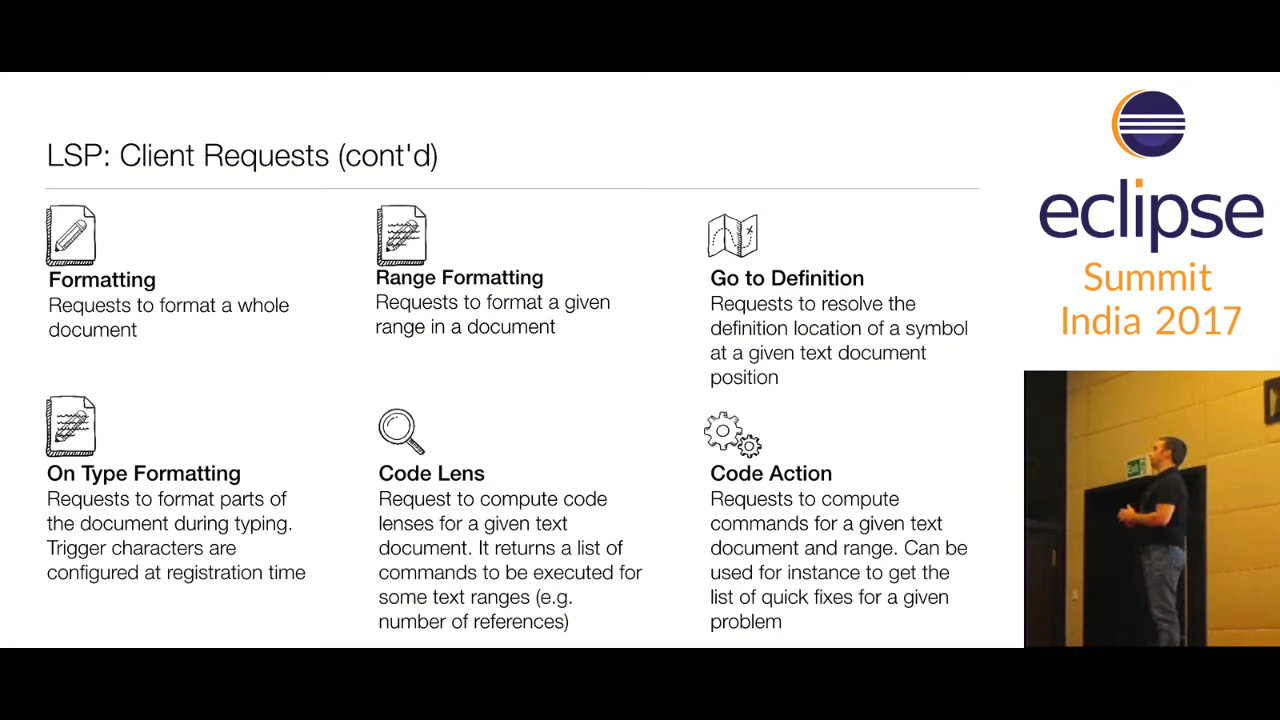 LSP: Client Requests (cont'd)
Formatting
Requests to format a whole
document
Range Formatting
Requests to format a given
range in a document
Go to Definition
Requests to resolve the
definition location of a symbol
at a given text document
position
On Type Formatting
Requests to format parts of
the document during typing.
Trigger characters are
configured at registration time
Code Lens
Request to compute code
lenses for a given text
document. It returns a list of
commands to be executed for
some text ranges (e.g.
number of references)
Code Action
Requests to compute
commands for a given text
document and range. Can be
used for instance to get the
list of quick fixes for a given
problem
eclipse
Summit
India 2017
Exit